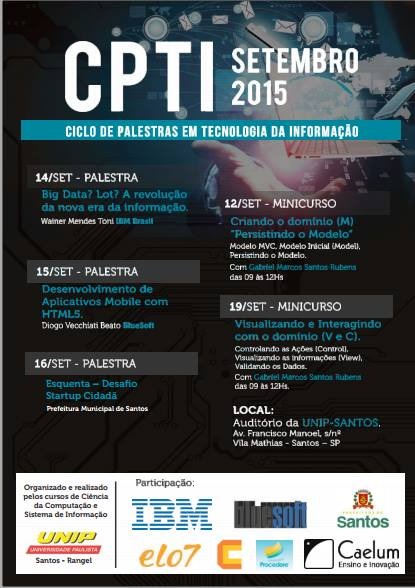 CPTI
SETEMBRO
2015
CICLO DE PALESTRAS EM TECNOLOGIA DA INFORMAÇÃO
14/SET - PALESTRA
Big Data? Lot? A revolução
da nova era da informação.
Wainer Mendes Toni IBM Brasil
15/SET - PALESTRA
Desenvolvimento de
Aplicativos Mobile com
HTML5.
Diogo Vecchiati Beato BlueSoft
16/SET - PALESTRA
Esquenta – Desafio
Startup Cidadã
Prefeitura Municipal de Santos
12/SET - MINICURSO
Criando o domínio (M)
"Persistindo o Modelo"
Modelo MVC, Modelo Inicial (Model),
Persistindo o Modelo.
Com Gabriel Marcos Santos Rubens
das 09 às 12Hs
19/SET - MINICURSO
Visualizando e Interagindo
com o domínio (V e C).
Controlando as Ações (Control),
Visualizando as informações (View),
Validando os Dados.
Com Gabriel Marcos Santos Rubens
das 09 às 12Hs.
LOCAL:
Auditório da UNIP-SANTOS.
Av. Francisco Manoel, s/nº
Vila Mathias - Santos – SP
Organizado e realizado
pelos cursos de Ciência
da Computação e
Sistema de Informação
UNIP
UNIVERSIDADE PAULISTA
Santos - Rangel
Participação:
IBM
bluesoft
Santos
elo7
C
Procedere
Caelum
Ensino e Inovação